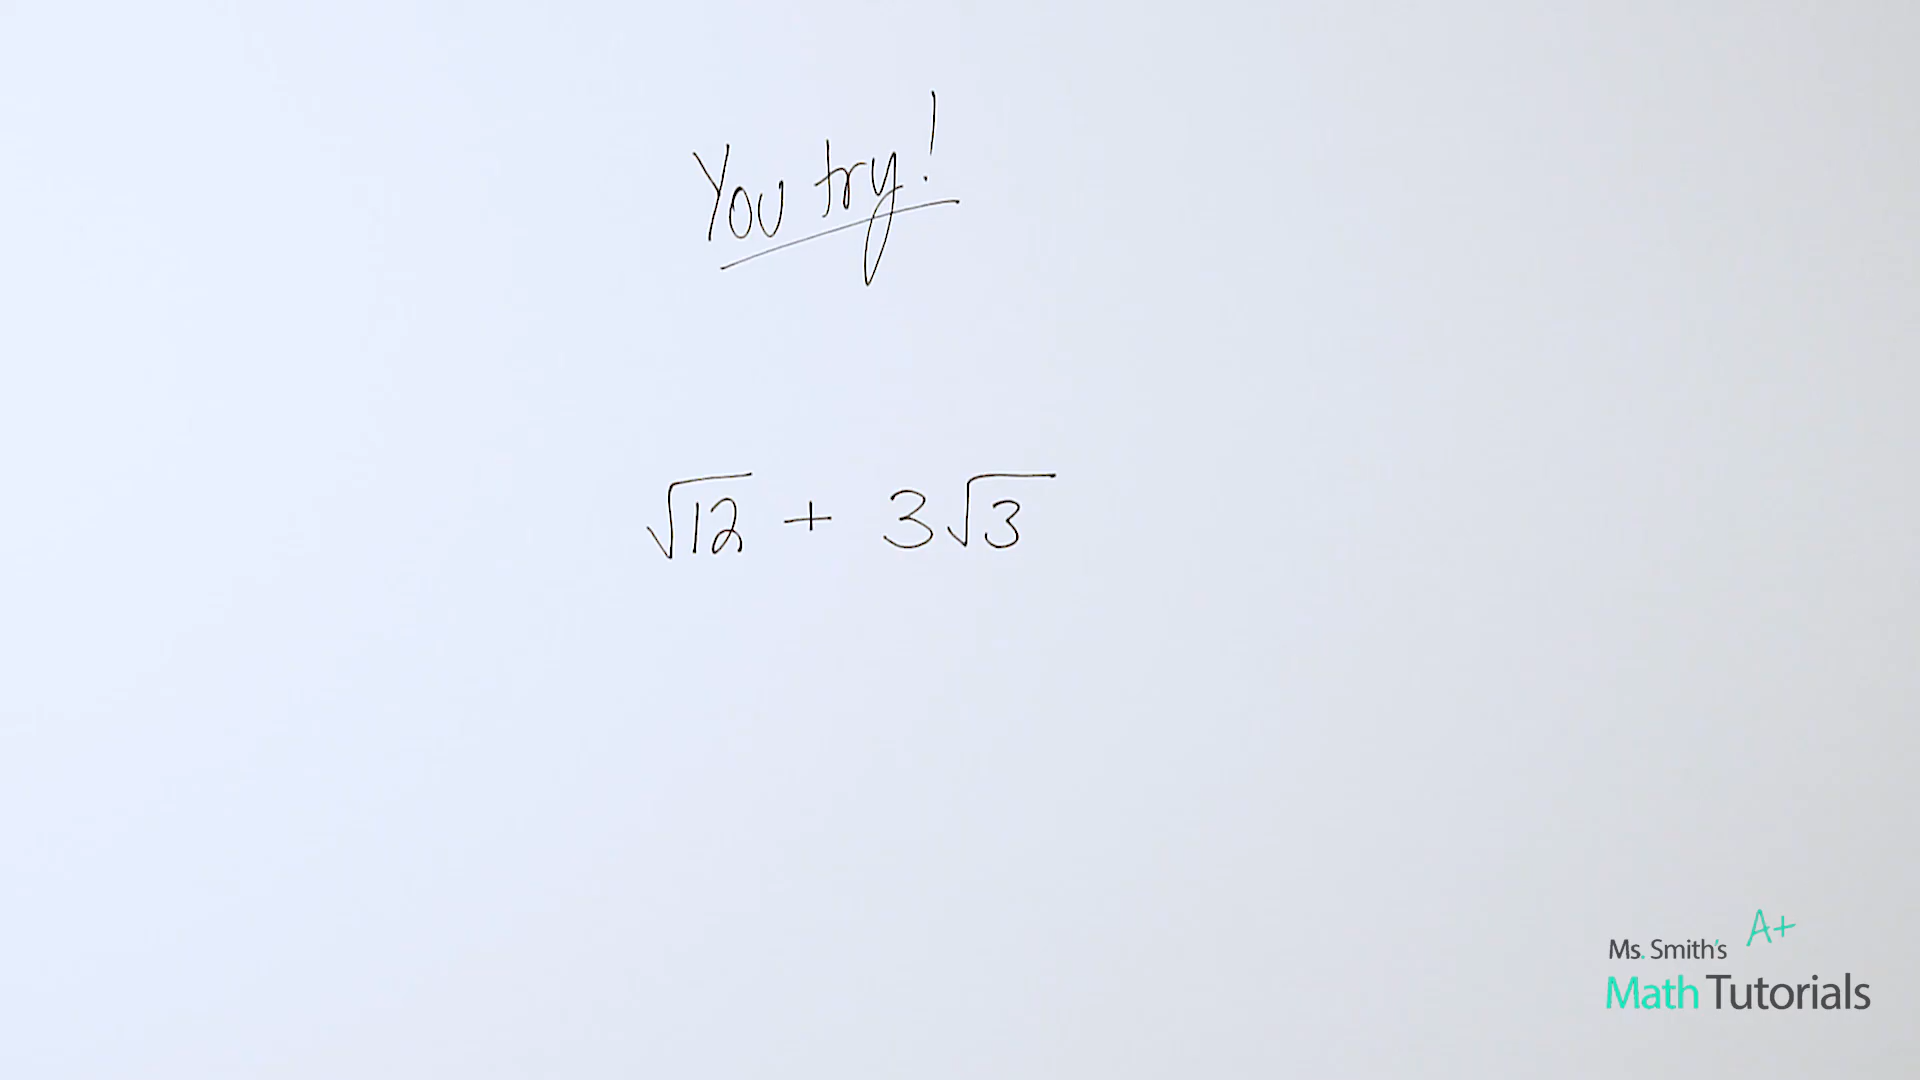 You try!
√12 + 3√3
A+
Ms. Smith's
Math Tutorials